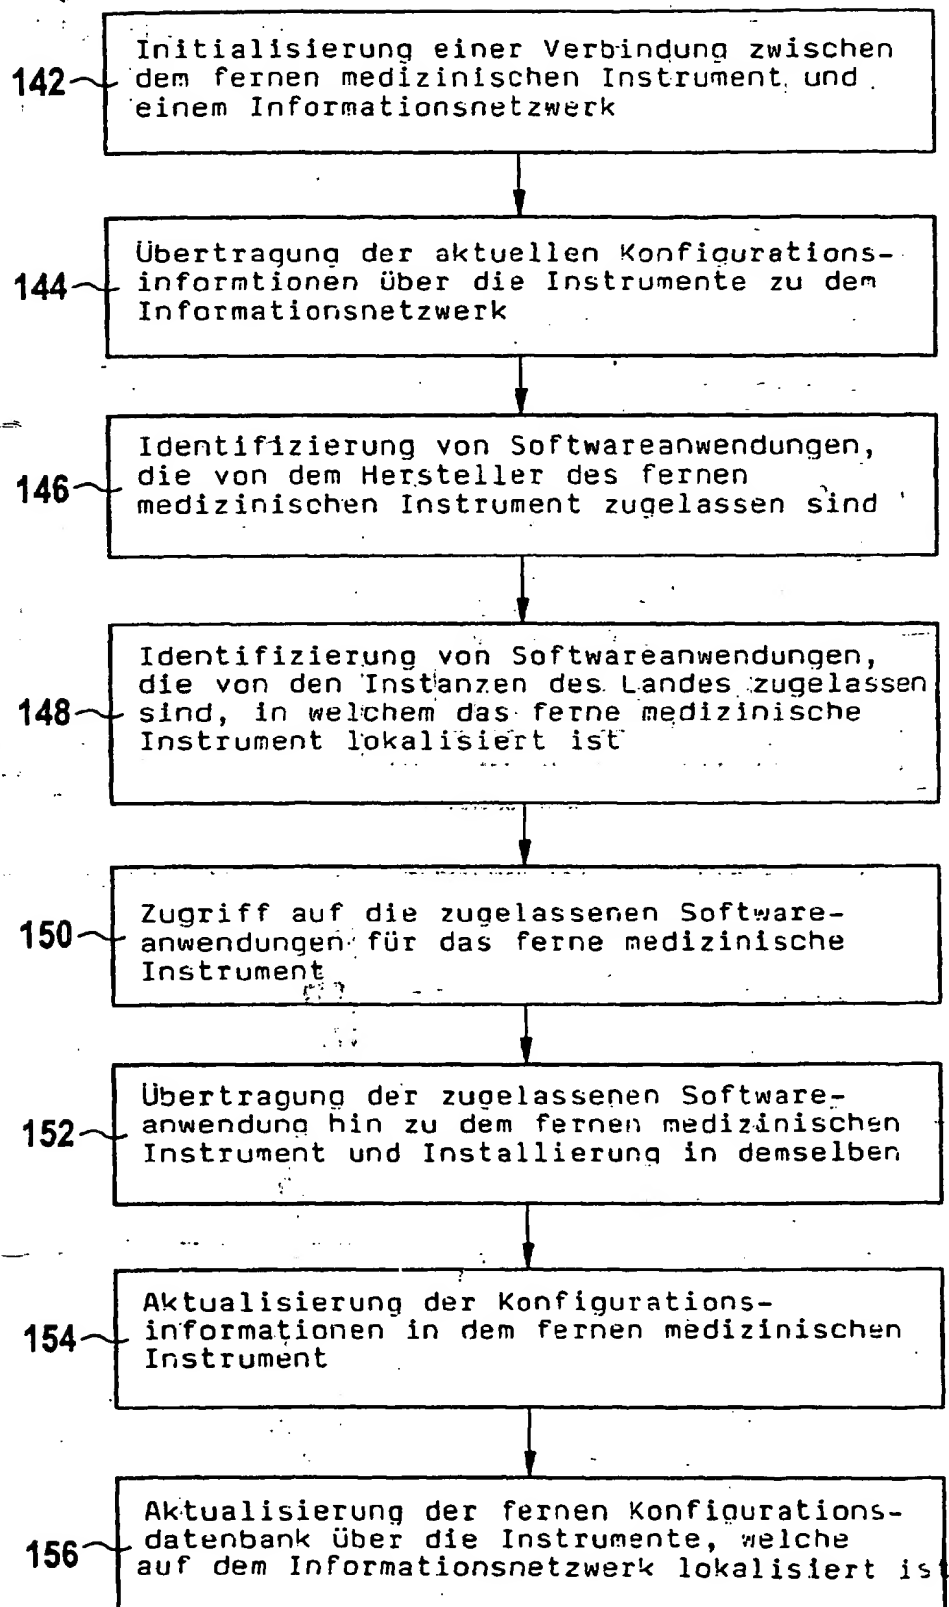 Initialisierung einer Verbindung zwischen
142 dem fernen medizinischen Instrument und
einem Informationsnetzwerk
Übertragung der aktuellen Konfigurations-
144 informtionen über die Instrumente zu dem
Informationsnetzwerk
Identifizierung von Softwareanwendungen,
146 die von dem Hersteller des fernen
medizinischen Instrument zugelassen sind
Identifizierung von Softwareanwendungen,
die von den Instanzen des Landes zugelassen
148 sind, in welchem das ferne medizinische
Instrument lokalisiert ist
Zugriff auf die zugelassenen Software-
150 anwendungen für das ferne medizinische
Instrument
Übertragung der zugelassenen Software-
152 anwendung hin zu dem fernen medizinischen
Instrument und Installierung in demselben
Aktualisierung der Konfigurations-
154 informationen in dem fernen medizinischen
Instrument
Aktualisierung der fernen Konfigurations-
156 datenbank über die Instrumente, welche
auf dem Informationsnetzwerk lokalisiert ist